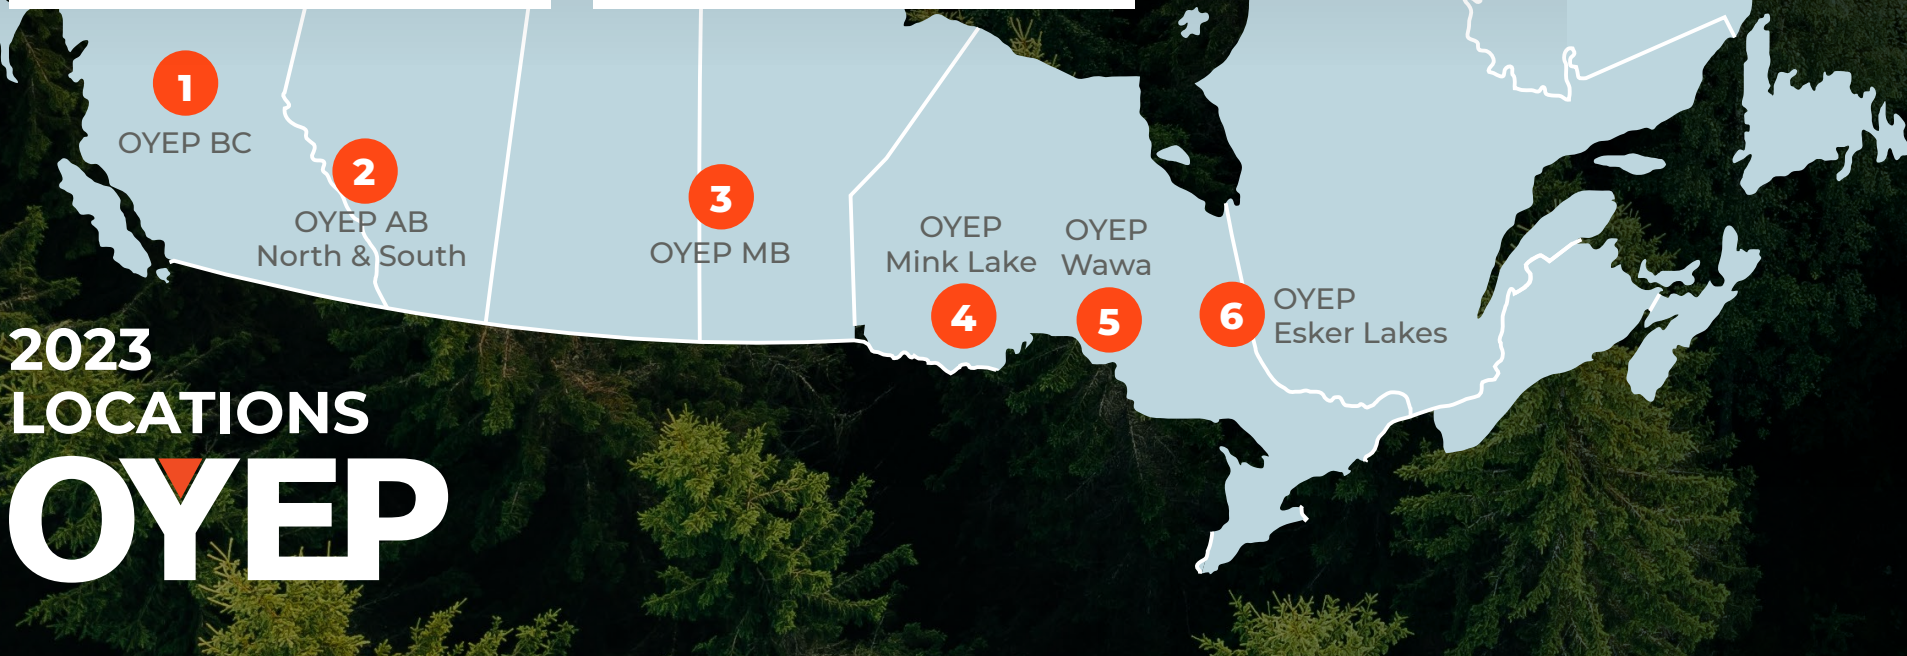 1
OYEP BC
2
OYEP AB
North & South
3
OYEP MB
OYEP
Mink Lake
4
OYEP
Wawa
5
6
OYEP
Esker Lakes
2023
LOCATIONS
OYEP